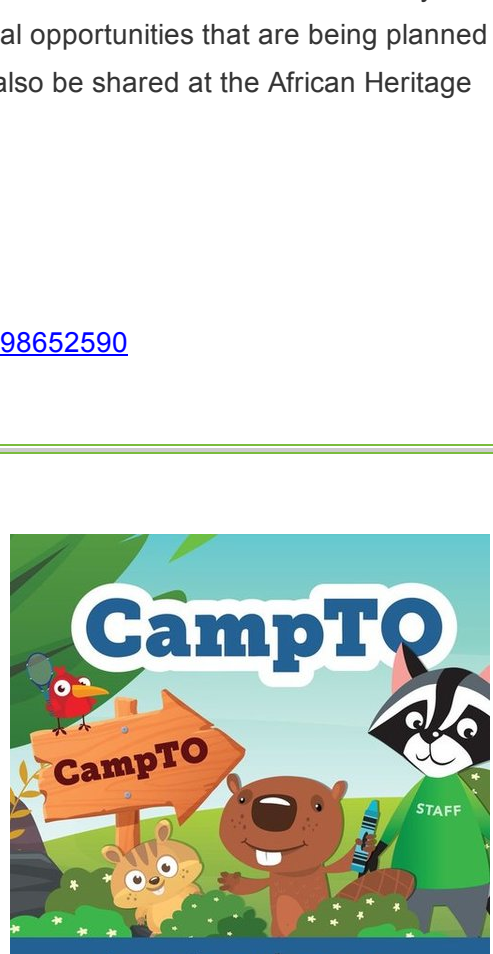 al opportunities that are being planned
also be shared at the African Heritage
98652590
CampTO
CampTO
STAFF